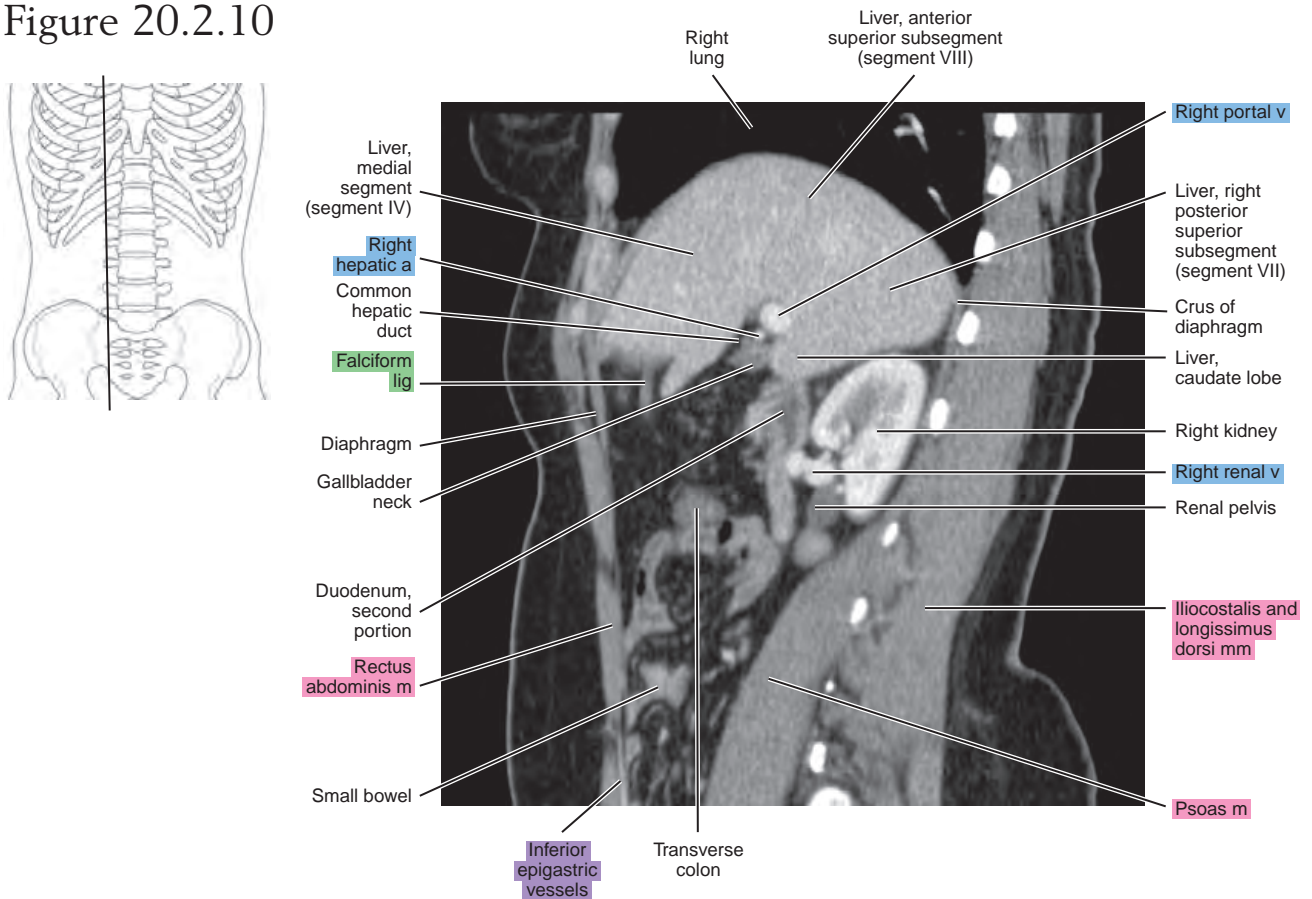 Figure 20.2.10
Right
lung
Liver, anterior
superior subsegment
(segment VIII)
Liver,
medial
segment
(segment IV)
Right
hepatic a
Common
hepatic
duct
Falciform
lig
Diaphragm
Gallbladder
neck
Duodenum,
second
portion
Rectus
abdominis m
Small bowel
Inferior
epigastric
vessels
Transverse
colon
Right portal v
Liver, right
posterior
superior
subsegment
(segment VII)
Crus of
diaphragm
Liver,
caudate lobe
Right kidney
Right renal v
Renal pelvis
Iliocostalis and
longissimus
dorsi mm
Psoas m